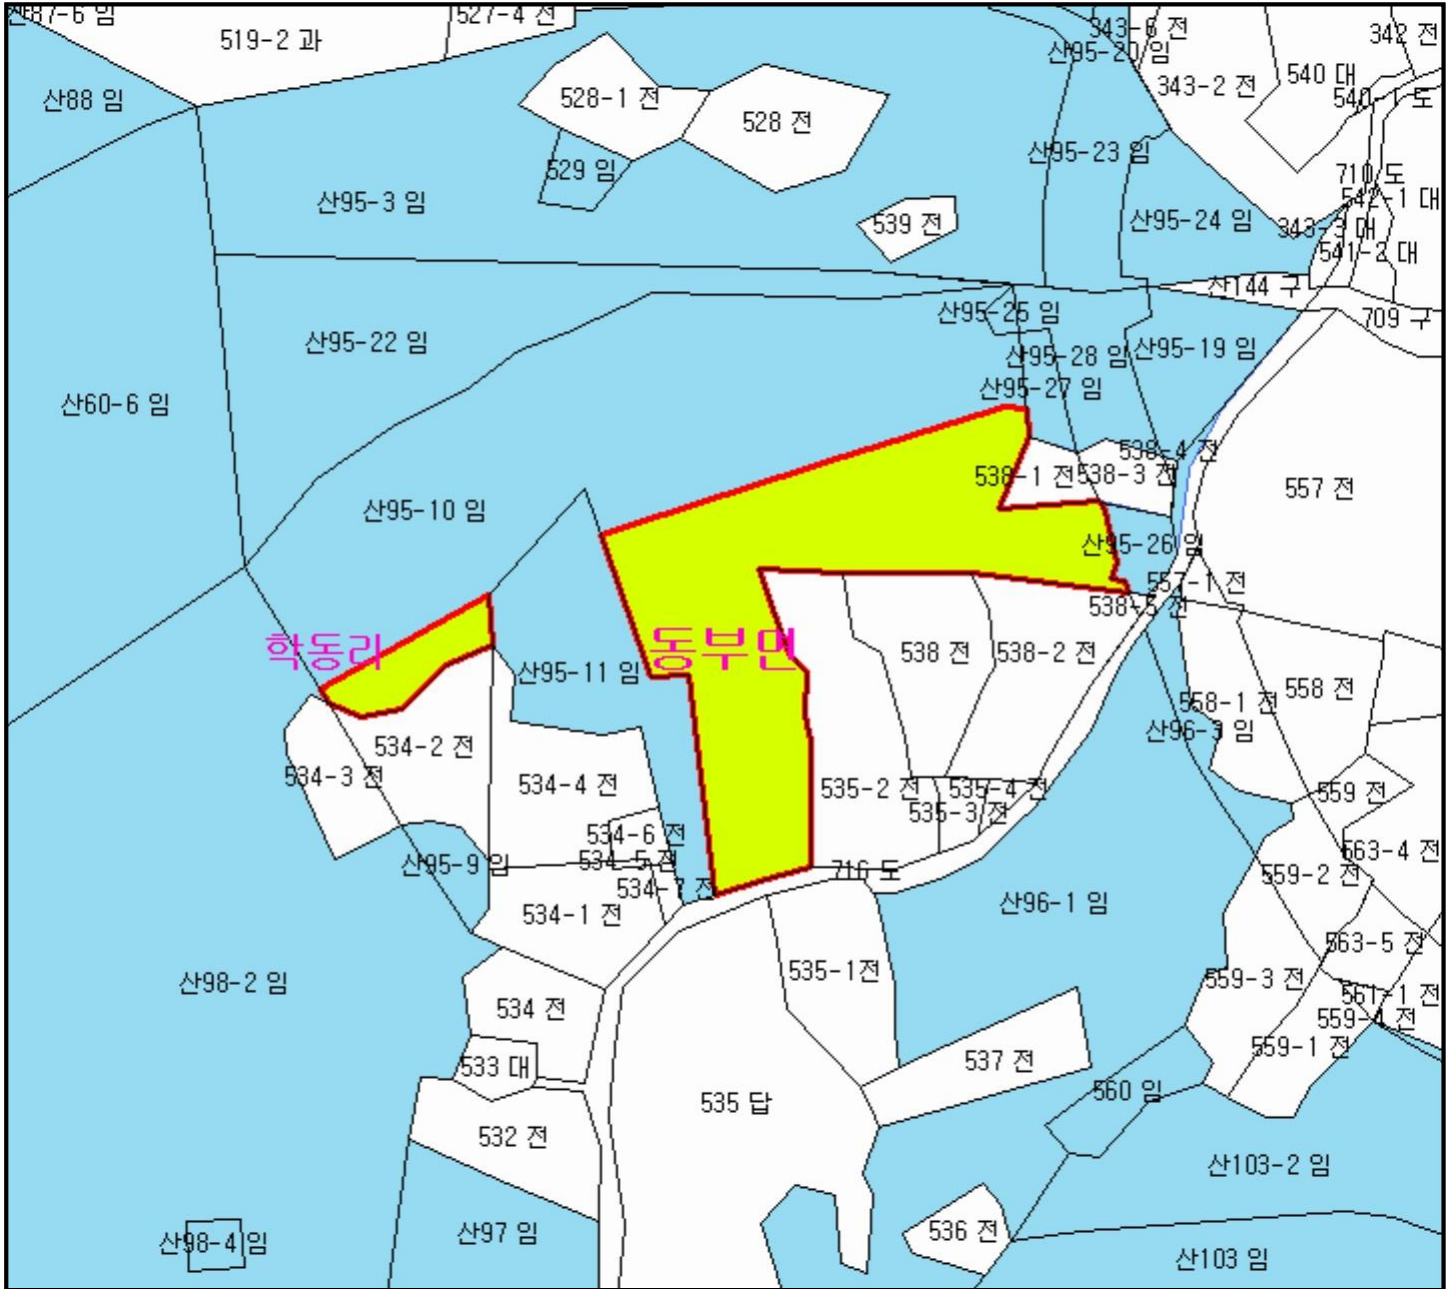 산87-6 임
527-4 전
519-2 과
343-6 전
342 전
산95-20 임
540 대
343-2 전
540-1 도
산88 임
528-1 전
528 전
산95-23 임
529 임
710 도
542-1 대
산95-3 임
539 전
산95-24 임
343-3 대
541-2 대
산144 구
산95-25 임
709 구
산95-22 임
산95-28 임
산95-19 임
산95-27 임
산60-6 임
538-4 전
538-1 전
538-3 전
557 전
산95-10 임
산95-26 임
557-1 전
538-5 전
학동리
동부면
538 전
538-2 전
산95-11 임
558 전
558-1 전
산96-3 임
534-2 전
534-3 전
534-4 전
535-2 전
535-4 전
559 전
535-3 전
534-6 전
563-4 전
산95-9 임
534-5 전
716 도
559-2 전
534-7 전
산96-1 임
534-1 전
563-5 전
535-1전
559-3 전
산98-2 임
561-1 전
534 전
559-4 전
559-1 전
537 전
533 대
560 임
535 답
532 전
산103-2 임
536 전
산97 임
산98-4 임
산103 임